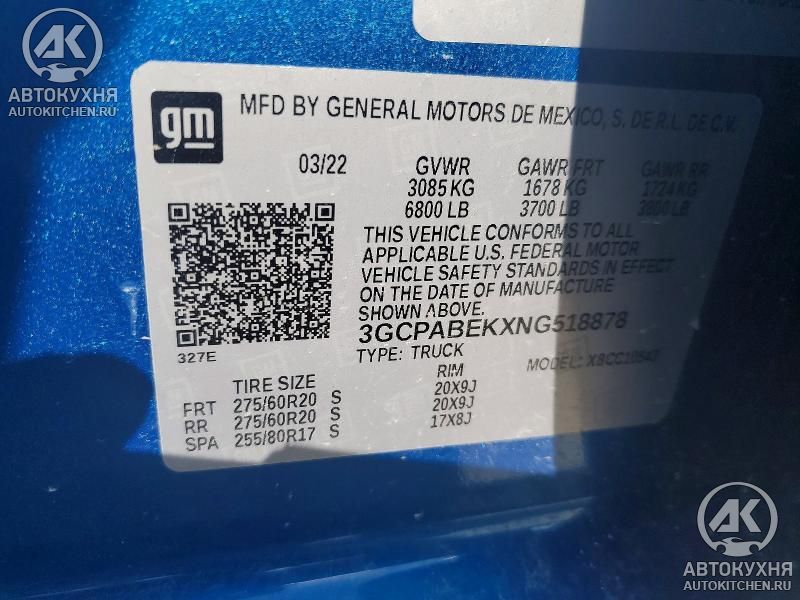 АК
АВТОКУХНЯ
AUTOKITCHEN.RU
gm
MFD BY GENERAL MOTORS DE MEXICO, S. DE R.L. DE C.V.
03/22 GVWR GAWR FRT GAWR RR
3085 KG 1678 KG 1724 KG
6800 LB 3700 LB 3800 LB
THIS VEHICLE CONFORMS TO ALL
APPLICABLE U.S. FEDERAL MOTOR
VEHICLE SAFETY STANDARDS IN EFFECT
ON THE DATE OF MANUFACTURE
SHOWN ABOVE.
3GCPABEKXNG518878
327E
TYPE: TRUCK MODEL:
TIRE SIZE RIM
FRT 275/60R20 S 20X9J
RR 275/60R20 S 20X9J
SPA 255/80R17 S 17X8J
АК
АВТОКУХНЯ
AUTOKITCHEN.RU